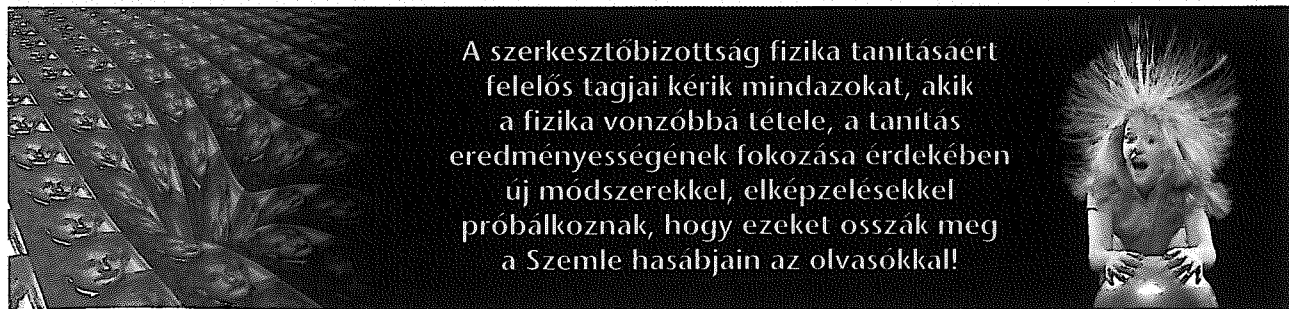 A szerkesztőbizottság fizika tanításáért
felelős tagjai kérik mindazokat, akik
a fizika vonzóbbá tétele, a tanítás
eredményességének fokozása érdekében
új módszerekkel, elképzelésekkel
próbálkoznak, hogy ezeket osszák meg
a Szemle hasábjain az olvasókkal!